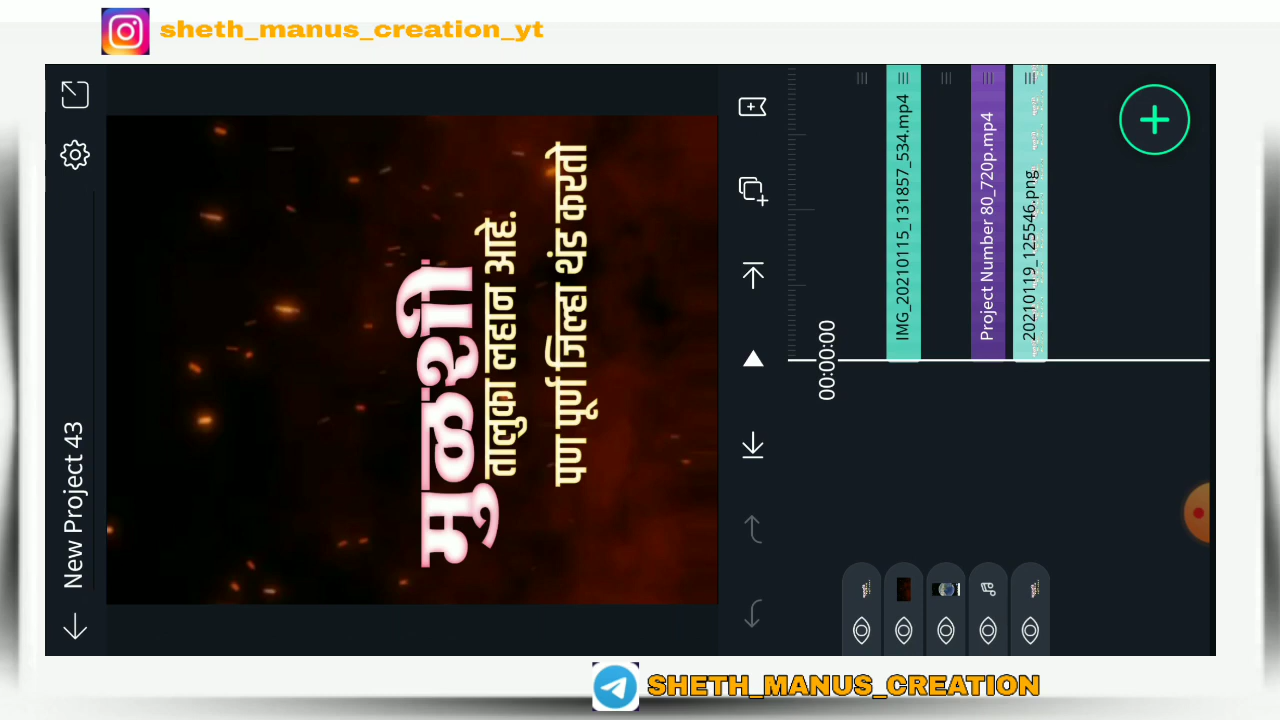 sheth_manus_creation_yt
New Project 43
मुळशी
तालुका लहान आहे.
पण पूर्ण जिल्हा थंड करतो
00:00:00
IMG_20210115_131857_534.mp4
Project Number 80_720p.mp4
20210119_125546.png
SHETH_MANUS_CREATION